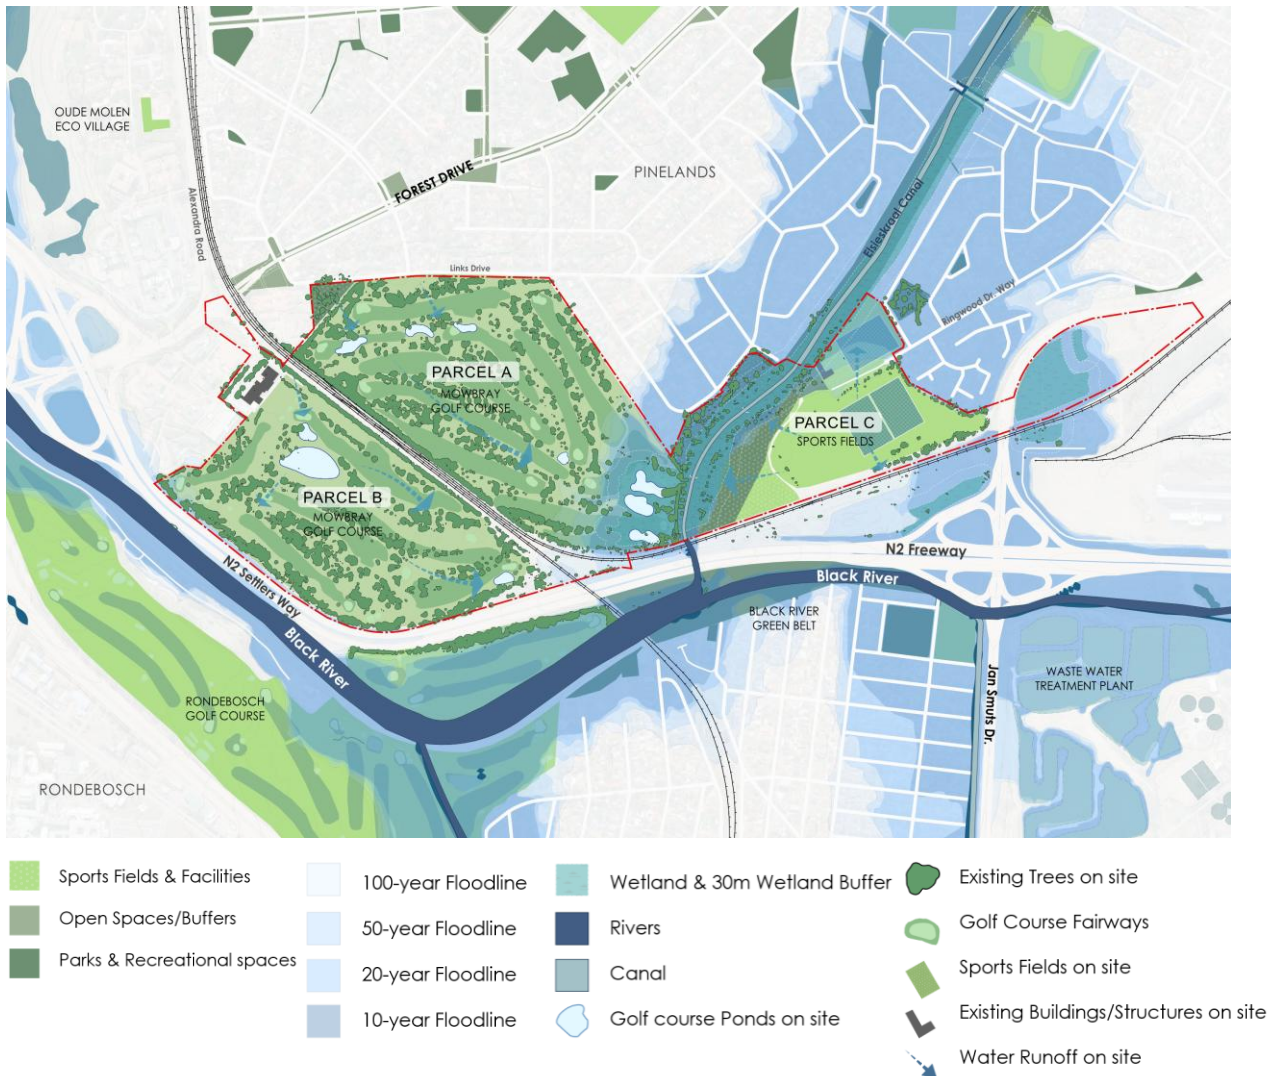 OUDE MOLEN
ECO VILLAGE
Alexandra Road
FOREST DRIVE
PINELANDS
Elsieskraal Canal
Links Drive
Ringwood Dr. Way
PARCEL A
MOWBRAY
GOLF COURSE
PARCEL C
SPORTS FIELDS
PARCEL B
MOWBRAY
GOLF COURSE
N2 Freeway
N2 Settlers Way
Black River
Black River
BLACK RIVER
GREEN BELT
WASTE WATER
TREATMENT PLANT
Jan Smuts Dr.
RONDEBOSCH
GOLF COURSE
RONDEBOSCH
Sports Fields & Facilities
Open Spaces/Buffers
Parks & Recreational spaces
100-year Floodline
50-year Floodline
20-year Floodline
10-year Floodline
Wetland & 30m Wetland Buffer
Rivers
Canal
Golf course Ponds on site
Existing Trees on site
Golf Course Fairways
Sports Fields on site
Existing Buildings/Structures on site
Water Runoff on site